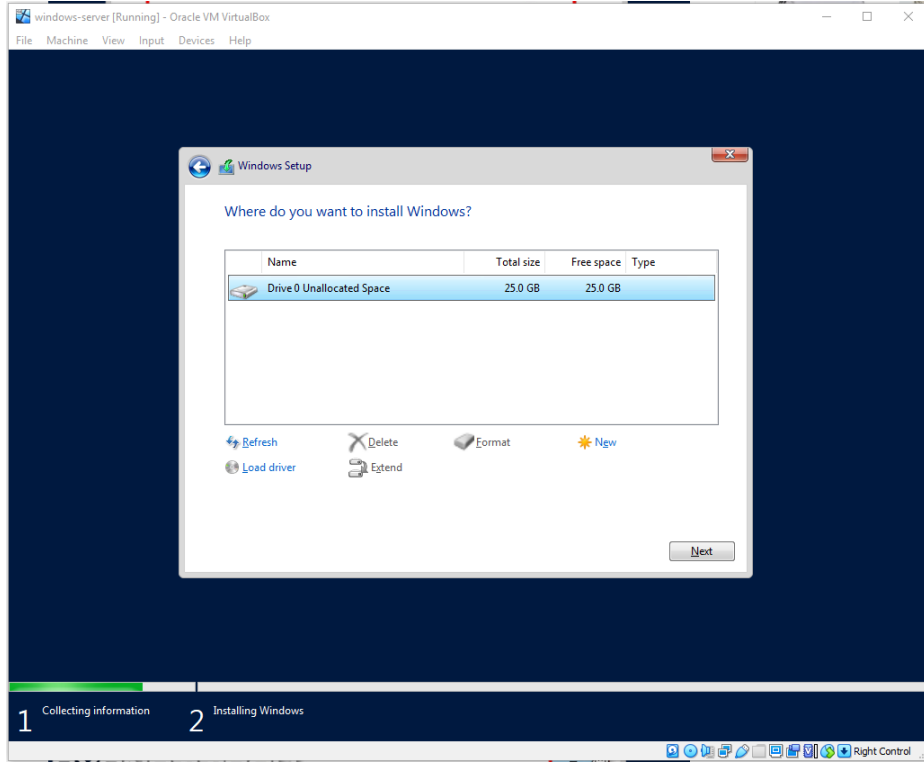 windows-server [Running] - Oracle VM VirtualBox
File Machine View Input Devices Help
Windows Setup
Where do you want to install Windows?
Name Total size Free space Type
Drive 0 Unallocated Space 25.0 GB 25.0 GB
Refresh Delete Format New
Load driver Extend
Next
1 Collecting information 2 Installing Windows
Right Control